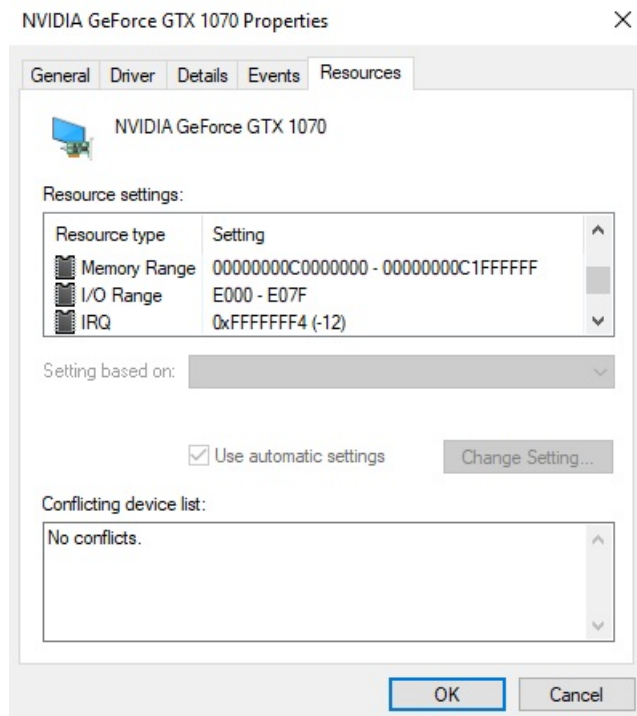 NVIDIA GeForce GTX 1070 Properties
General Driver Details Events Resources
NVIDIA GeForce GTX 1070
Resource settings:
Resource type Setting
Memory Range 00000000C0000000 - 00000000C1FFFFFF
I/O Range E000 - E07F
IRQ 0xFFFFFFF4 (-12)
Setting based on:
Use automatic settings Change Setting...
Conflicting device list:
No conflicts.
OK Cancel